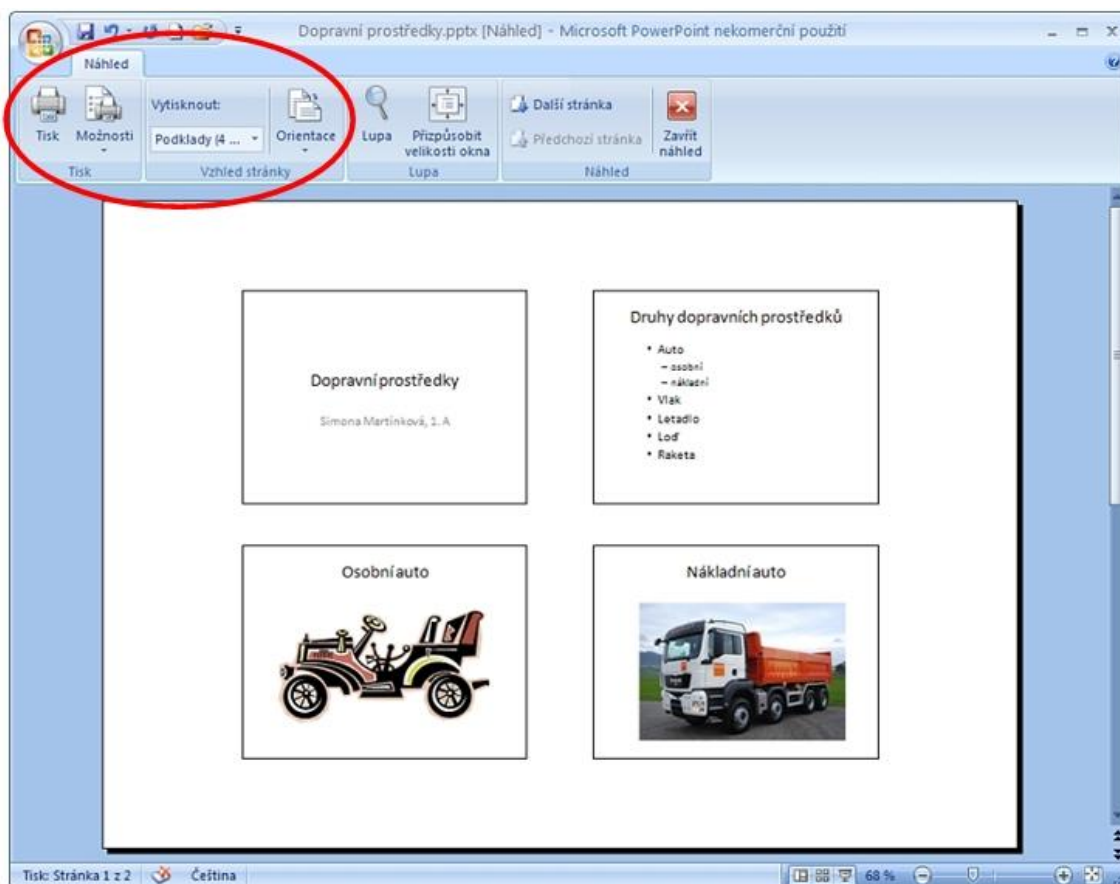 Dopravní prostředky.pptx [Náhled] - Microsoft PowerPoint nekomerční použití
Náhled
Tisk
Možnosti
Vytisknout:
Podklady (4 ...
Orientace
Lupa
Přizpůsobit
velikosti okna
Další stránka
Předchozí stránka
Zavřít
náhled
Tisk
Vzhled stránky
Lupa
Náhled
Dopravní prostředky
Simona Martínková, 1. A
Druhy dopravních prostředků
• Auto
– osobní
– nákladní
• Vlak
• Letadlo
• Loď
• Raketa
Osobní auto
Nákladní auto
Tisk: Stránka 1 z 2
Čeština
68 %